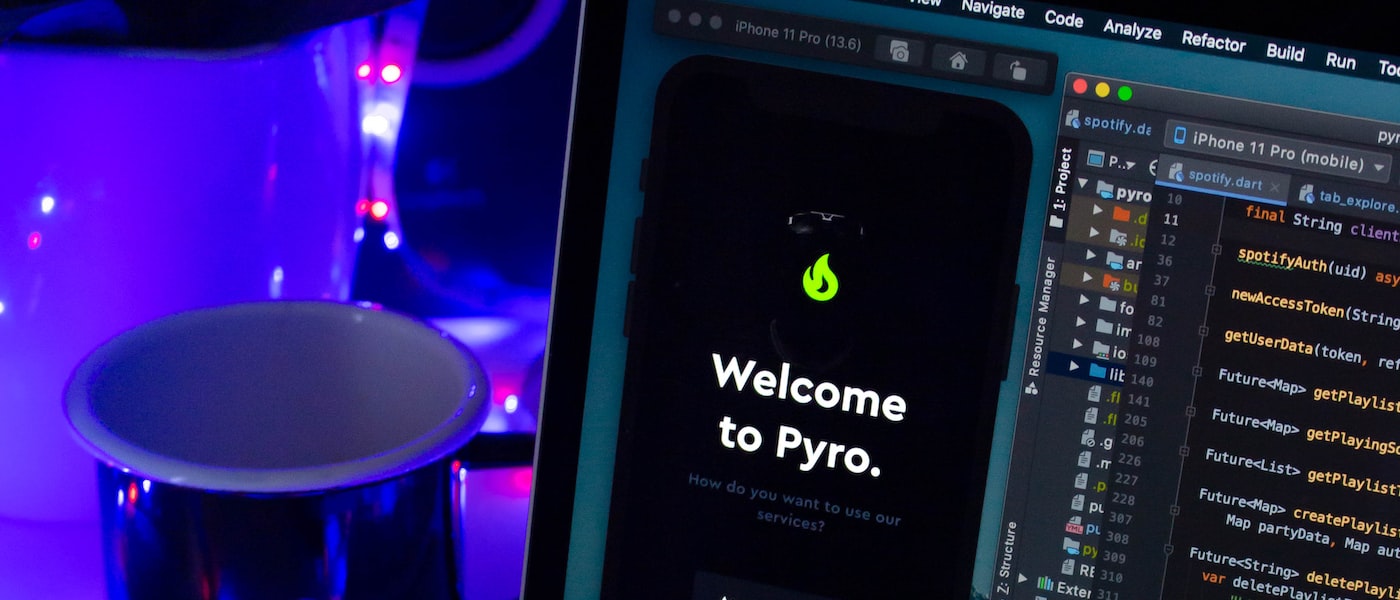 View Navigate Code Analyze Refactor Build Run
iPhone 11 Pro (13.6)
Welcome
to Pyro.
How do you want to use our
services?
spotify.da
iPhone 11 Pro (mobile)
1: Project
Resource Manager
Z: Structure
P..
pyro
.d
ar
fo
im
io
lib
.fl
.fl
.g
.m
.p
pu
pu
py
RE
Exter
spotify.dart
tab_explore.
10
11 final String client
12
36 spotifyAuth(uid) asy
37 newAccessToken(String
81 getUserData(token, ref
82
108 Future<Map> getPlaylist
109
140 Future<Map> getPlayingSo
141
205 Future<List> getPlaylist
206
226 Future<Map> createPlaylist
227 Map partyData, Map aut
228
307 Future<String> deletePlaylist
308 var deletePlaylist
309
310
311